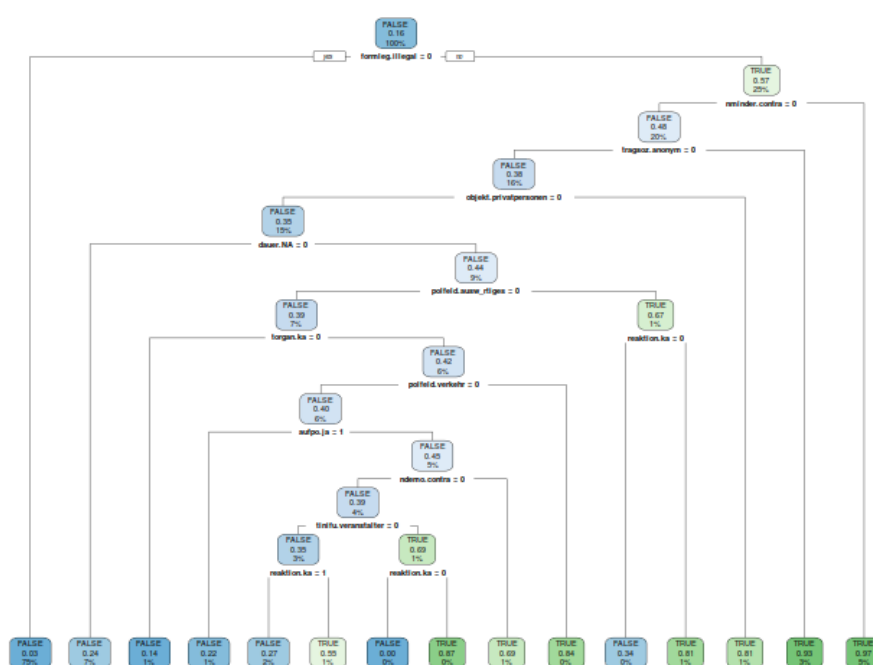 FALSE
0.16
100%
yes formleg.illegal = 0 no
TRUE
0.57
25%
nminder.contra = 0
FALSE
0.48
20%
tragsoz.anonym = 0
FALSE
0.38
16%
objekt.privatpersonen = 0
FALSE
0.35
15%
dauer.NA = 0
FALSE
0.44
9%
polfeld.ausw_rtiges = 0
FALSE
0.39
7%
TRUE
0.67
1%
torgan.ka = 0
reaktion.ka = 0
FALSE
0.42
6%
polfeld.verkehr = 0
FALSE
0.40
6%
aufpo.ja = 1
FALSE
0.45
5%
ndemo.contra = 0
FALSE
0.39
4%
tinifu.veranstalter = 0
FALSE
0.35
3%
TRUE
0.69
1%
reaktion.ka = 1 reaktion.ka = 0
FALSE FALSE FALSE FALSE FALSE TRUE FALSE TRUE TRUE TRUE FALSE TRUE TRUE TRUE TRUE
0.03 0.24 0.14 0.22 0.27 0.55 0.00 0.87 0.69 0.84 0.34 0.81 0.81 0.93 0.97
75% 7% 1% 1% 2% 1% 0% 0% 1% 0% 0% 1% 1% 3% 5%